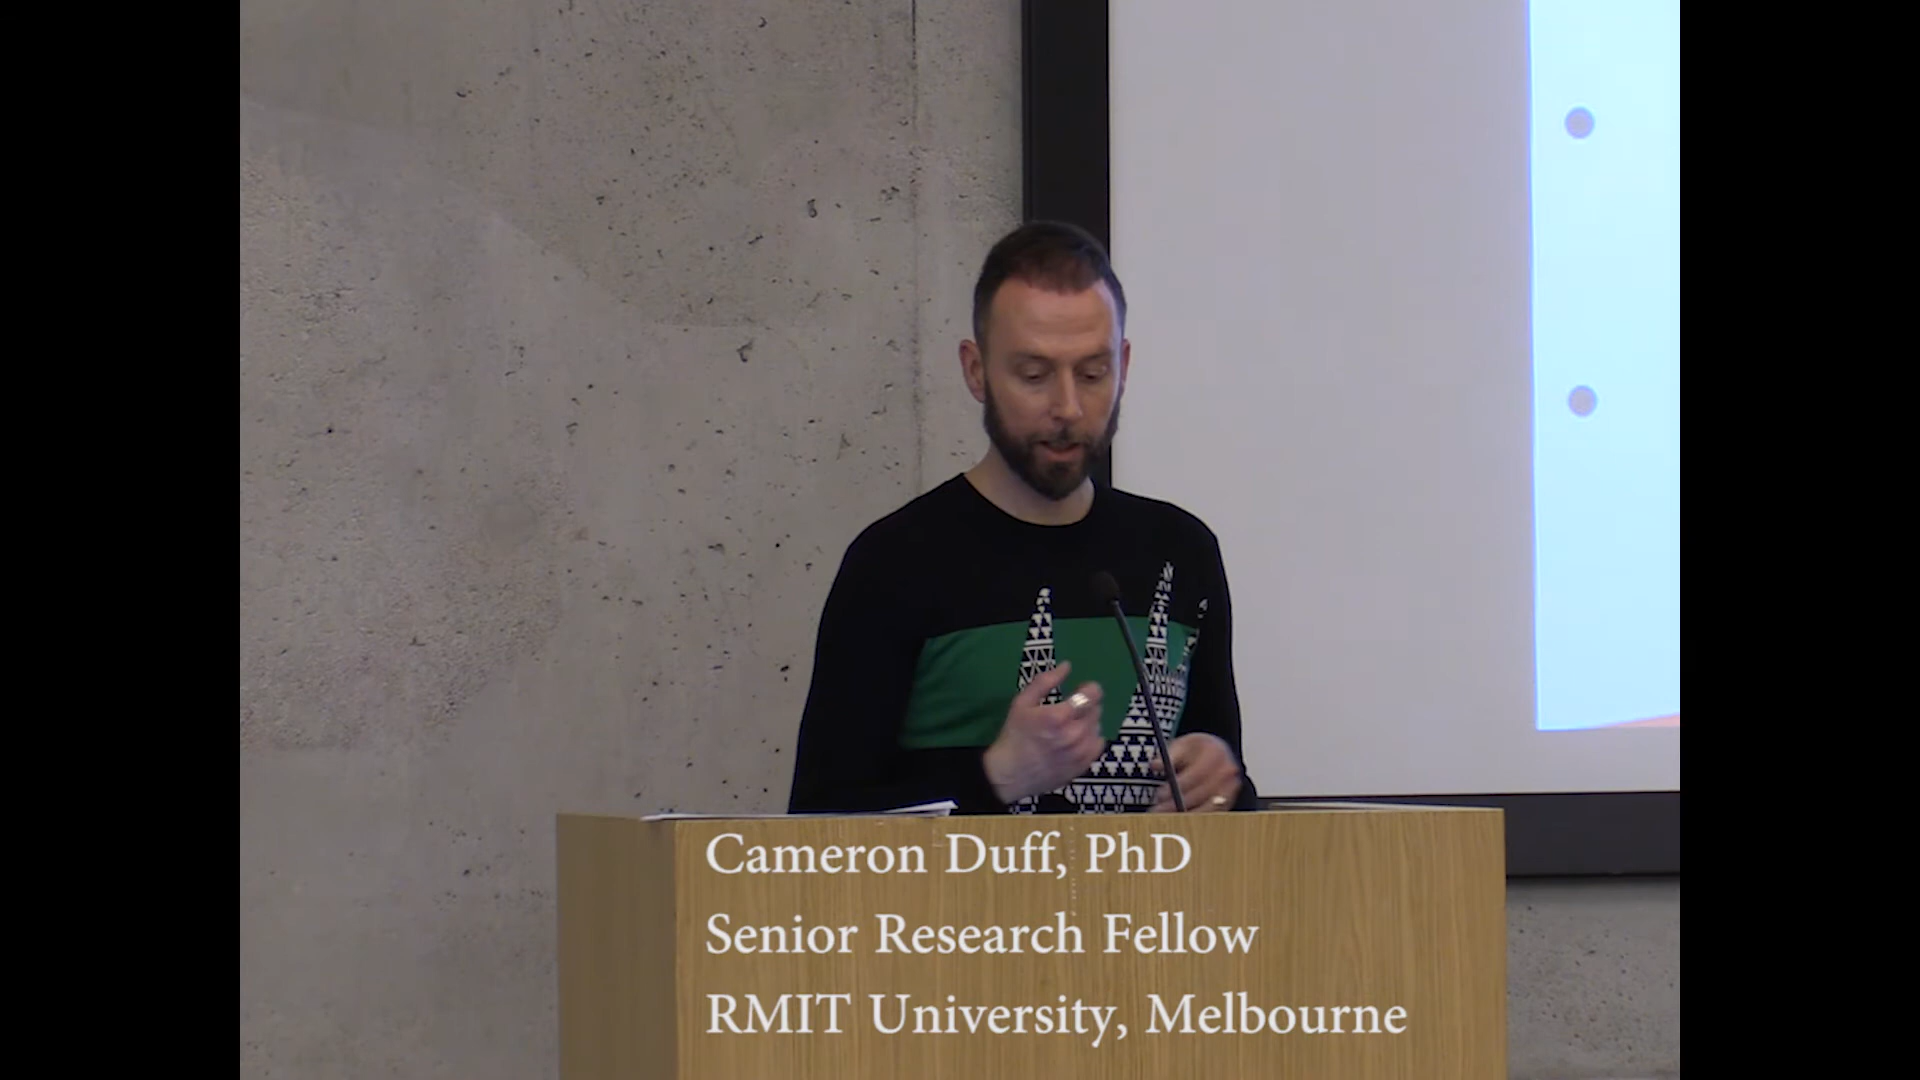 Cameron Duff, PhD
Senior Research Fellow
RMIT University, Melbourne